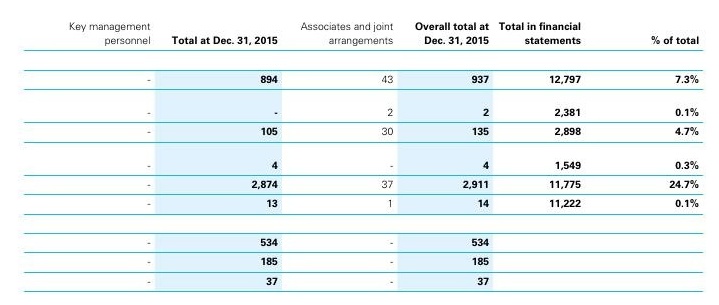 Key management personnel Total at Dec. 31, 2015 Associates and joint arrangements Overall total at Dec. 31, 2015 Total in financial statements % of total
- 894 43 937 12,797 7.3%
- - 2 2 2,381 0.1%
- 105 30 135 2,898 4.7%
- 4 - 4 1,549 0.3%
- 2,874 37 2,911 11,775 24.7%
- 13 1 14 11,222 0.1%
- 534 - 534
- 185 - 185
- 37 - 37